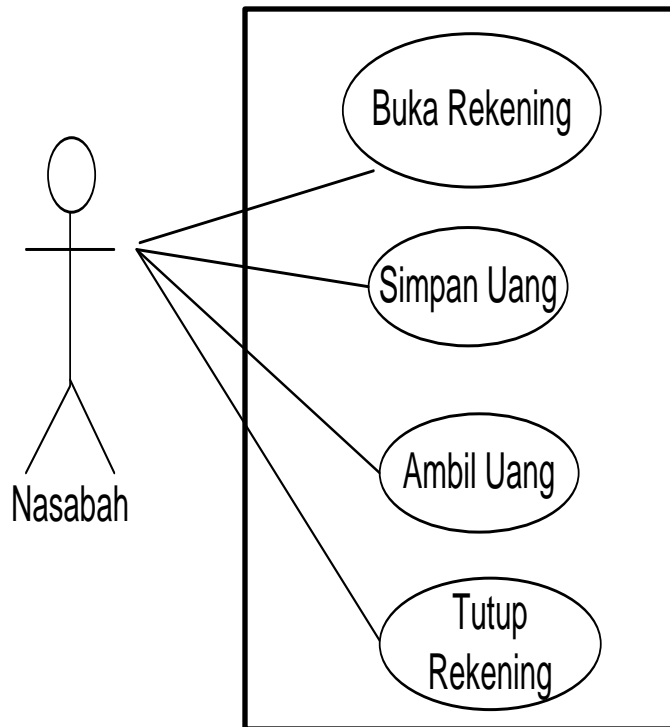 Buka Rekening
Simpan Uang
Ambil Uang
Nasabah
Tutup
Rekening